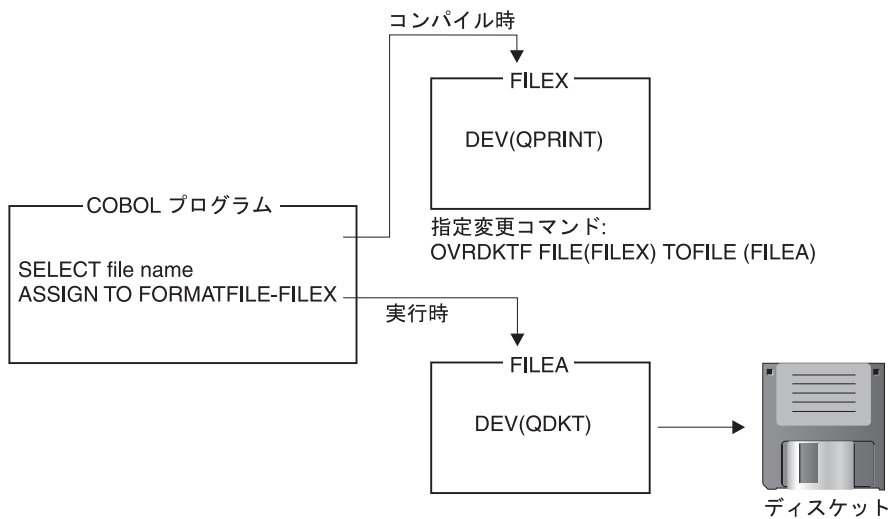 コンパイル時
FILEX
DEV(QPRINT)
COBOL プログラム
指定変更コマンド:
OVRDKTF FILE(FILEX) TOFILE (FILEA)
SELECT file name
ASSIGN TO FORMATFILE-FILEX
実行時
FILEA
DEV(QDKT)
ディスケット